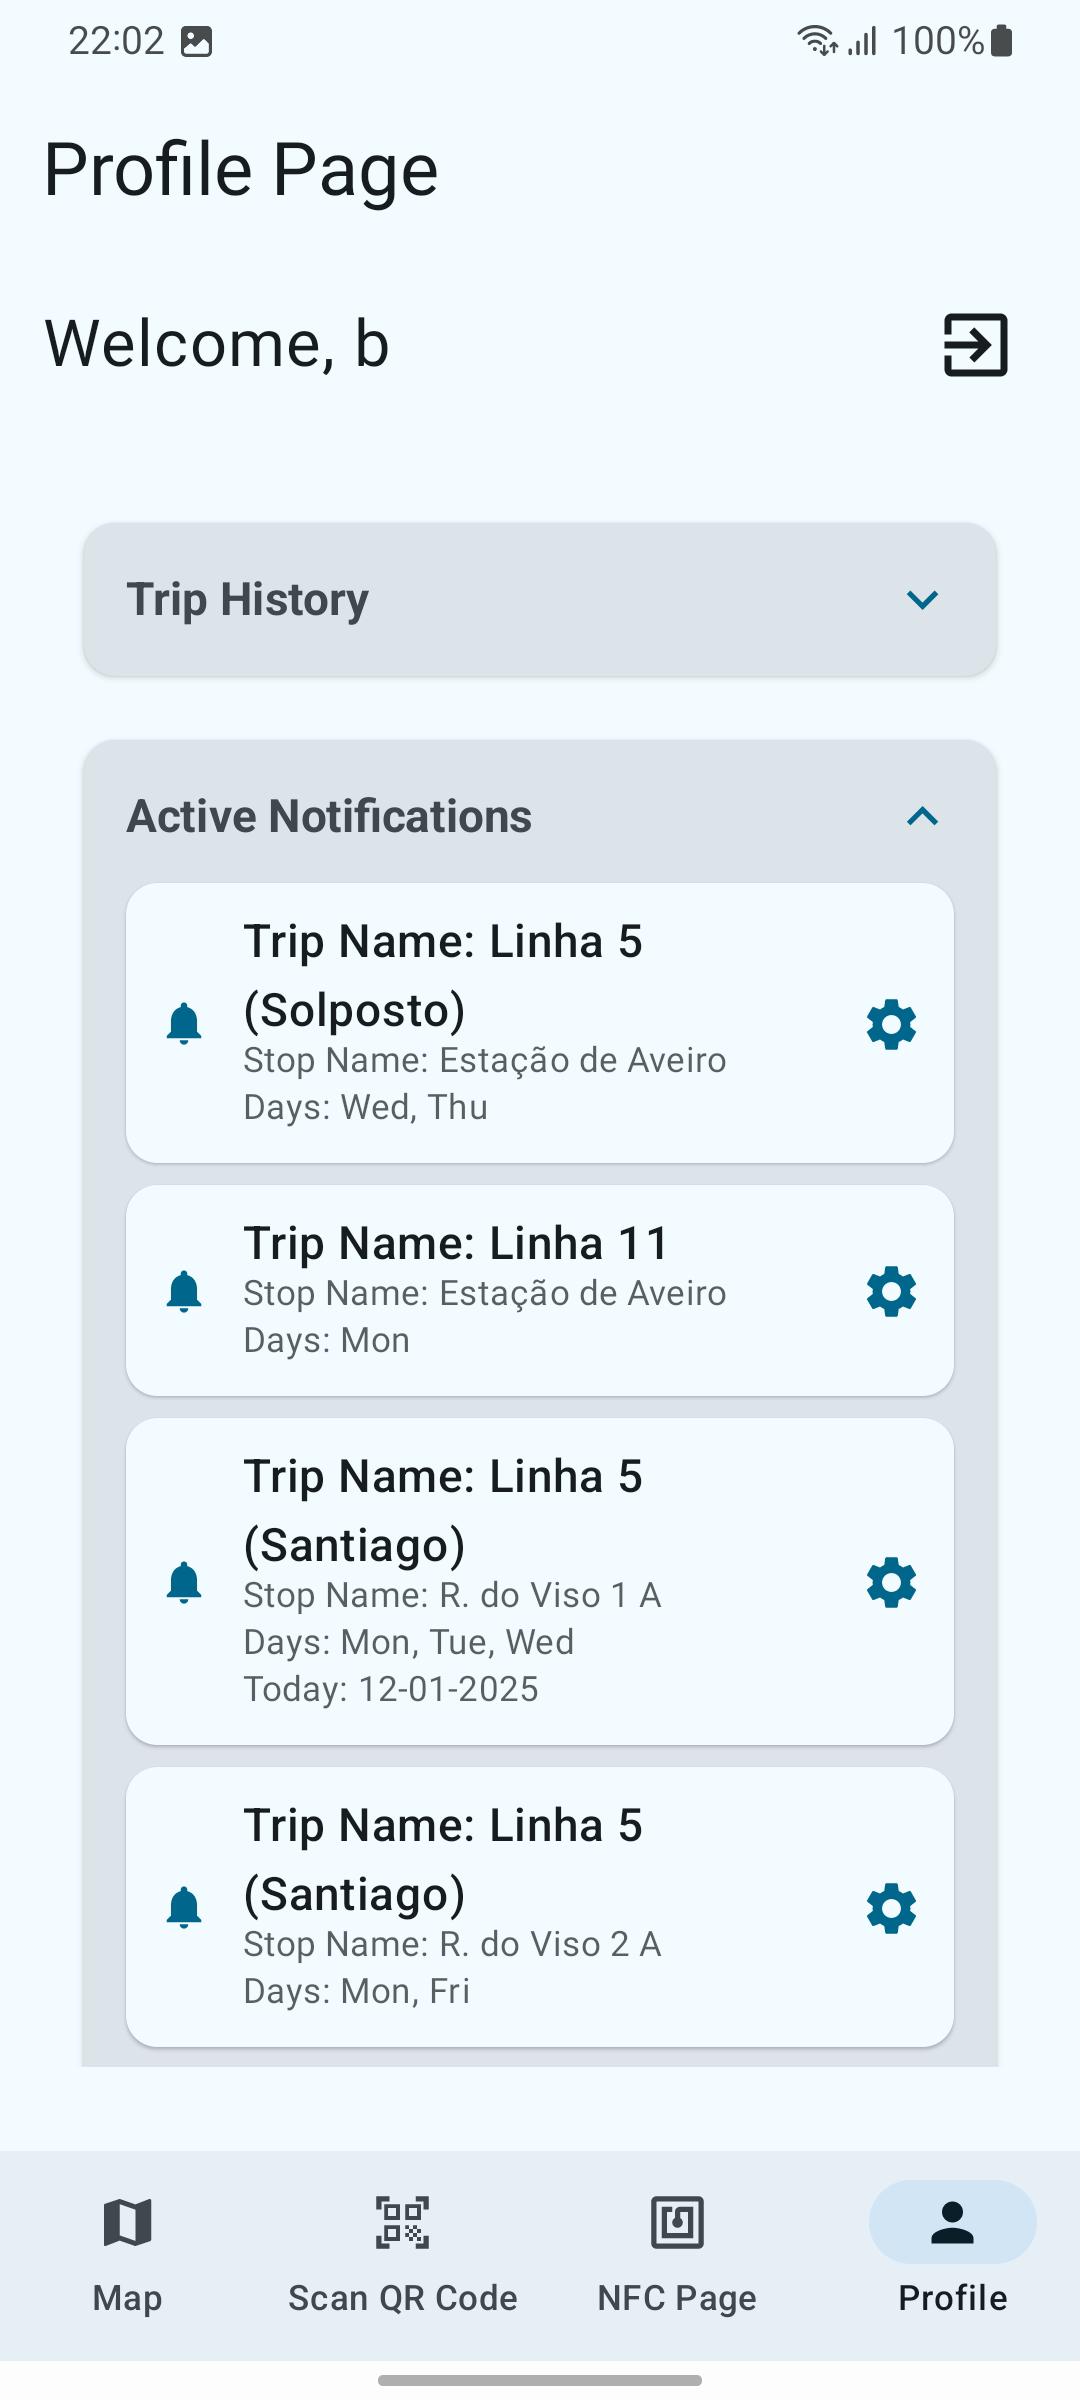 22:02
100%
Profile Page
Welcome, b
Trip History
Active Notifications
Trip Name: Linha 5
(Solposto)
Stop Name: Estação de Aveiro
Days: Wed, Thu
Trip Name: Linha 11
Stop Name: Estação de Aveiro
Days: Mon
Trip Name: Linha 5
(Santiago)
Stop Name: R. do Viso 1 A
Days: Mon, Tue, Wed
Today: 12-01-2025
Trip Name: Linha 5
(Santiago)
Stop Name: R. do Viso 2 A
Days: Mon, Fri
Map
Scan QR Code
NFC Page
Profile